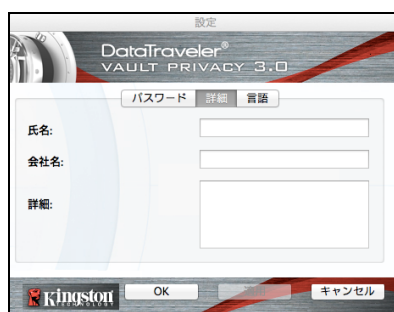 設定
DataTraveler®
VAULT PRIVACY 3.0
パスワード 詳細 言語
氏名:
会社名:
詳細:
Kingston OK キャンセル
TECHNOLOGY